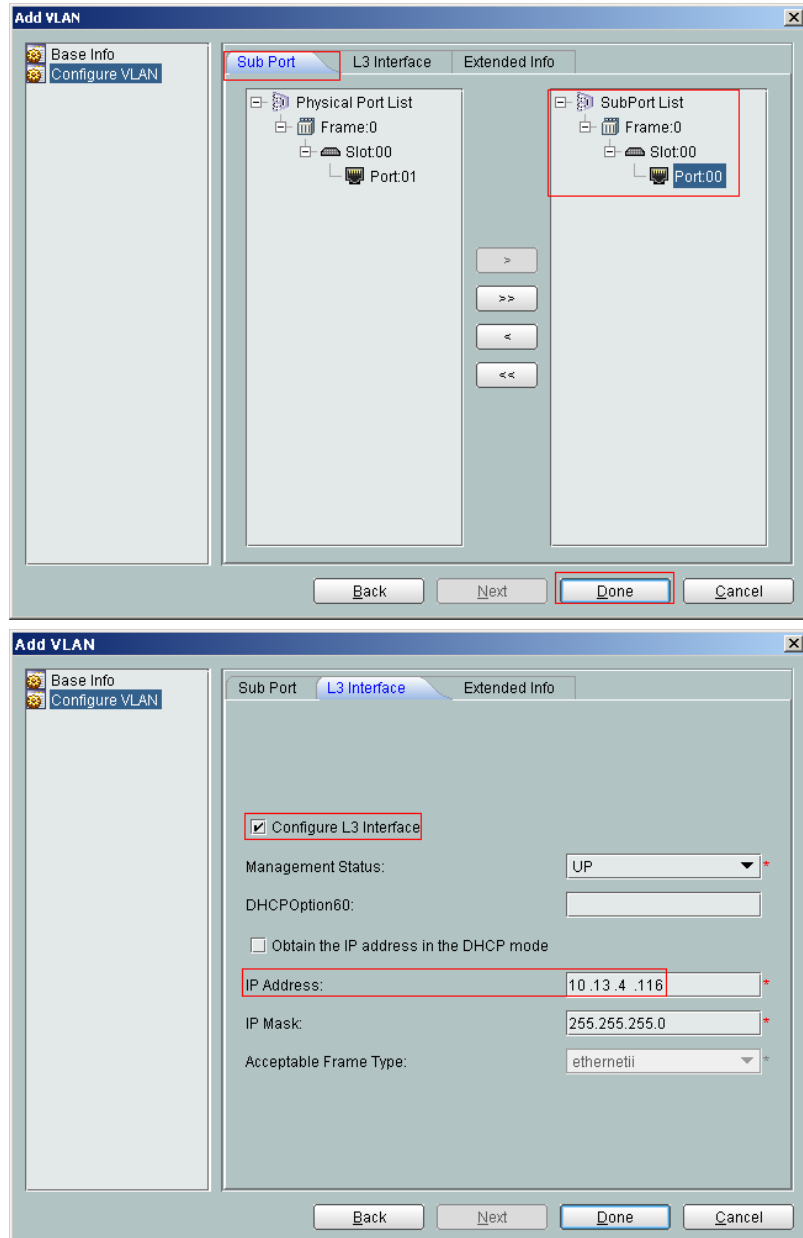 Add VLAN
Base Info
Configure VLAN
Sub Port L3 Interface Extended Info
Physical Port List
Frame:0
Slot:00
Port:01
>
>>
<
<<
SubPort List
Frame:0
Slot:00
Port:00
Back Next Done Cancel
Add VLAN
Base Info
Configure VLAN
Sub Port L3 Interface Extended Info
Configure L3 Interface
Management Status: UP *
DHCPOption60:
Obtain the IP address in the DHCP mode
IP Address: 10 .13 .4 .116 *
IP Mask: 255.255.255.0 *
Acceptable Frame Type: ethernetii *
Back Next Done Cancel